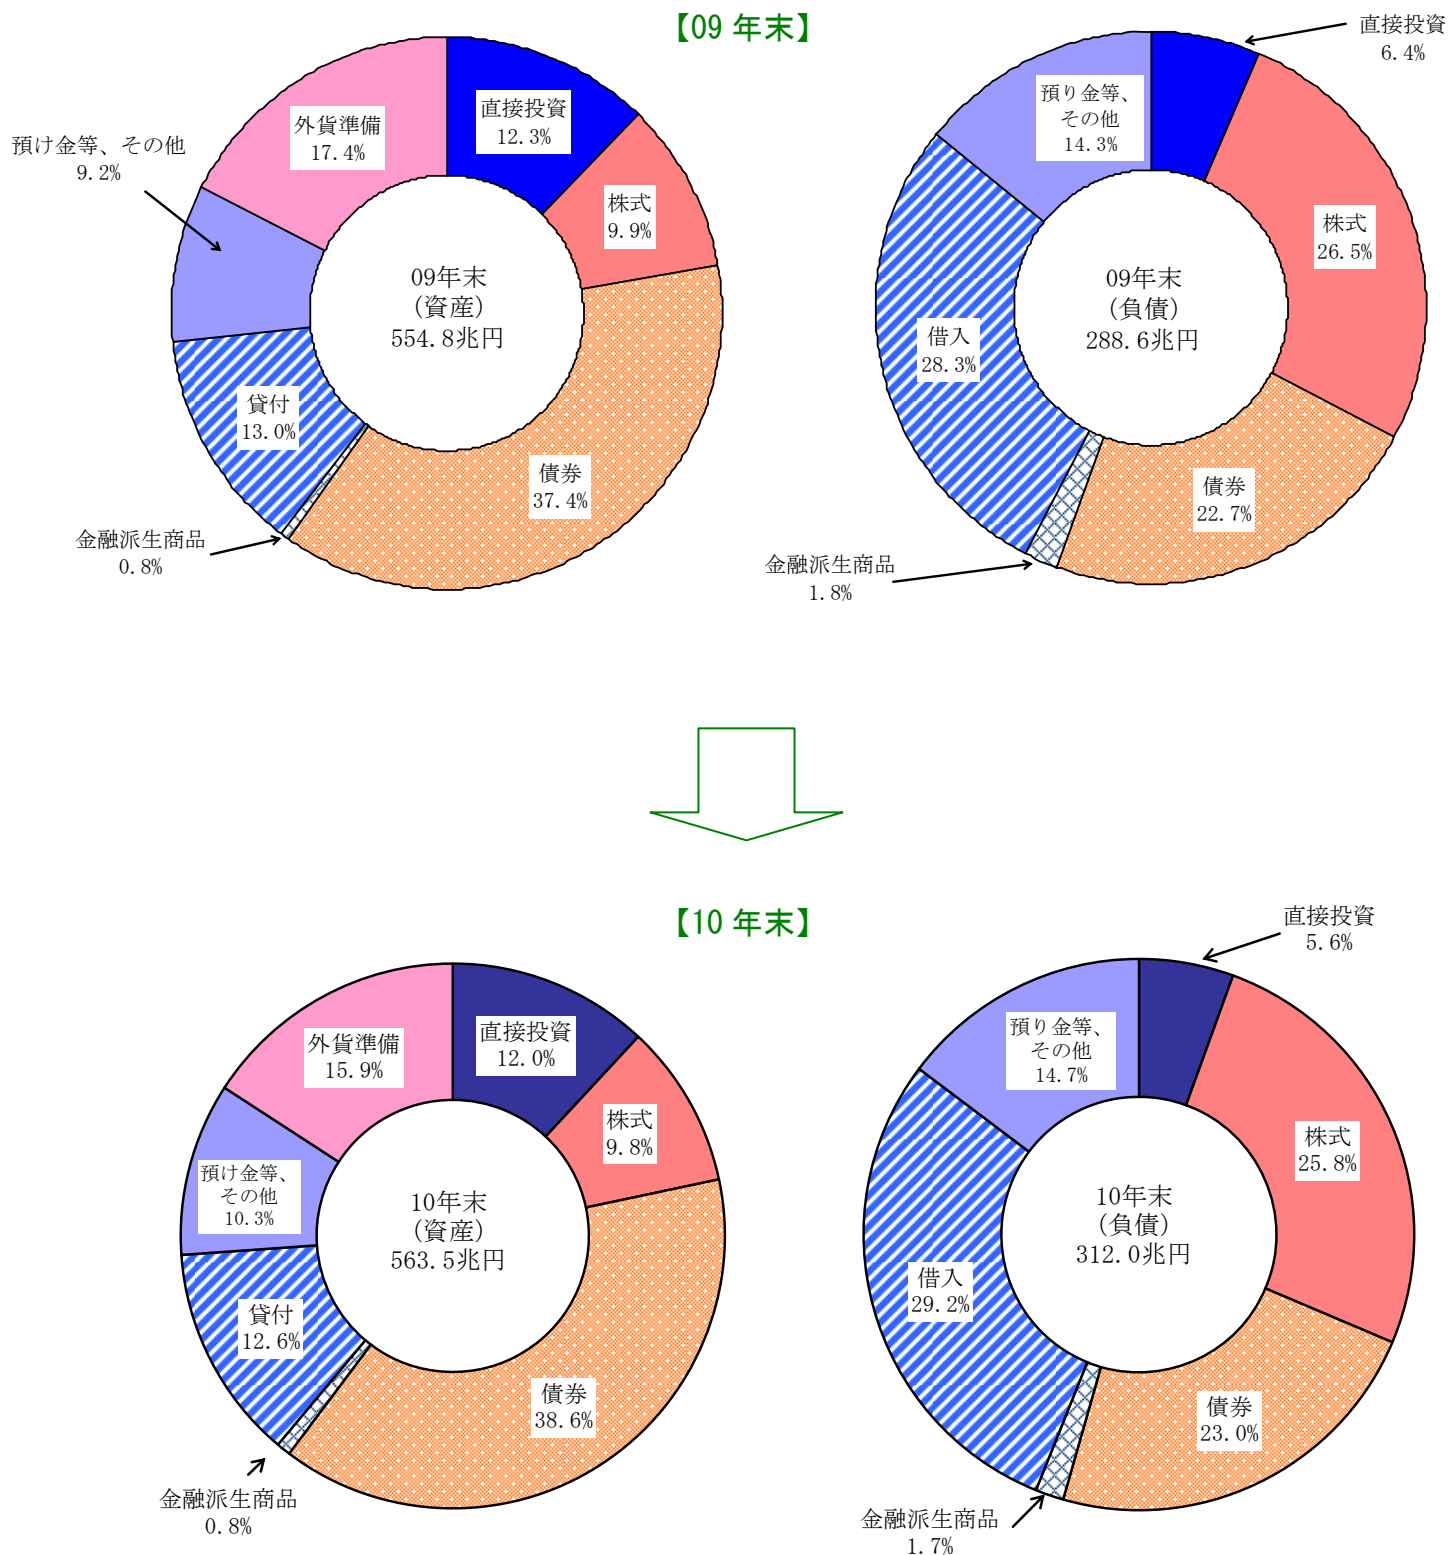 【09 年末】
直接投資
12.3%
株式
9.9%
債券
37.4%
金融派生商品
0.8%
貸付
13.0%
預け金等、その他
9.2%
外貨準備
17.4%
09年末
(資産)
554.8兆円
直接投資
6.4%
株式
26.5%
債券
22.7%
金融派生商品
1.8%
借入
28.3%
預り金等、
その他
14.3%
09年末
(負債)
288.6兆円
【10 年末】
直接投資
12.0%
株式
9.8%
債券
38.6%
金融派生商品
0.8%
貸付
12.6%
預け金等、
その他
10.3%
外貨準備
15.9%
10年末
(資産)
563.5兆円
直接投資
5.6%
株式
25.8%
債券
23.0%
金融派生商品
1.7%
借入
29.2%
預り金等、
その他
14.7%
10年末
(負債)
312.0兆円